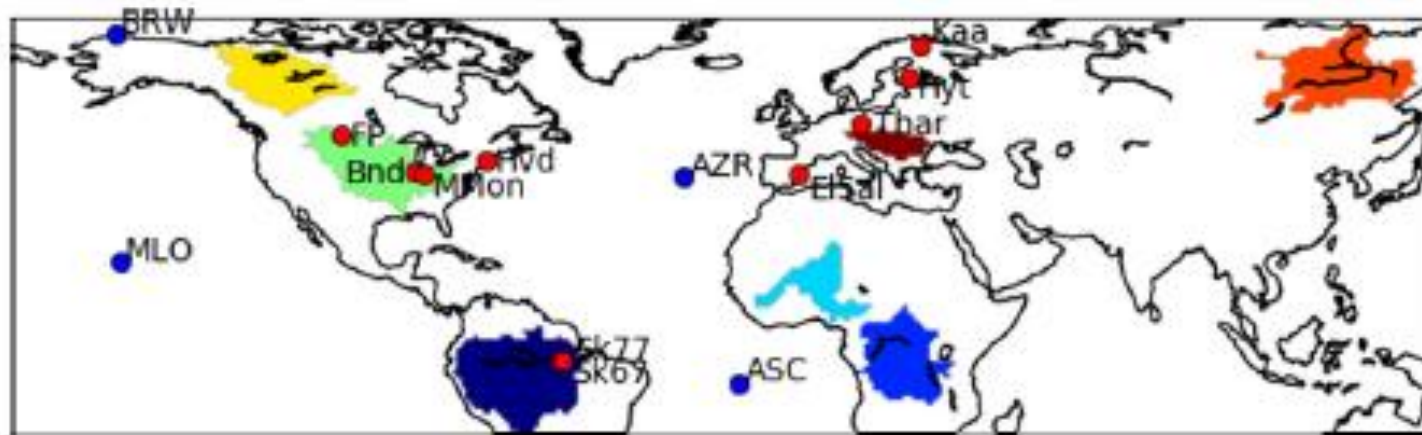 BRW
Kaa
Hyt
Thar
FP
Hvd
Bnd
MMon
AZR
ElSal
MLO
Sk77
Sk67
ASC